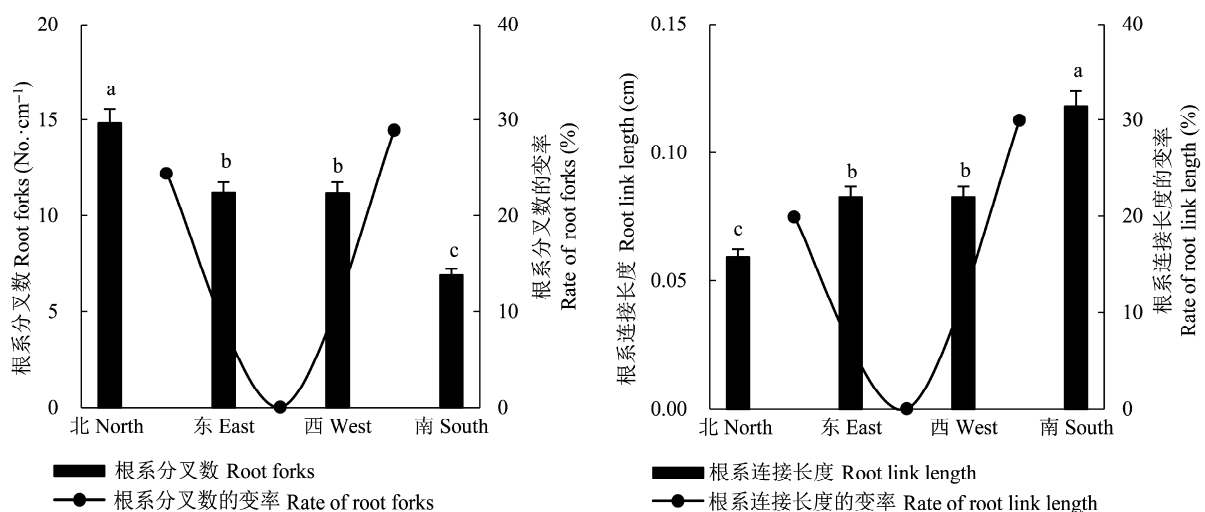 20
15
10
5
0
根系分叉数 Root forks (No.·cm⁻¹)
a
b
b
c
40
30
20
10
0
根系分叉数的变率
Rate of root forks (%)
北 North
东 East
西 West
南 South
根系分叉数 Root forks
根系分叉数的变率 Rate of root forks
0.15
0.10
0.05
0.00
根系连接长度 Root link length (cm)
c
b
b
a
40
30
20
10
0
根系连接长度的变率
Rate of root link length (%)
北 North
东 East
西 West
南 South
根系连接长度 Root link length
根系连接长度的变率 Rate of root link length